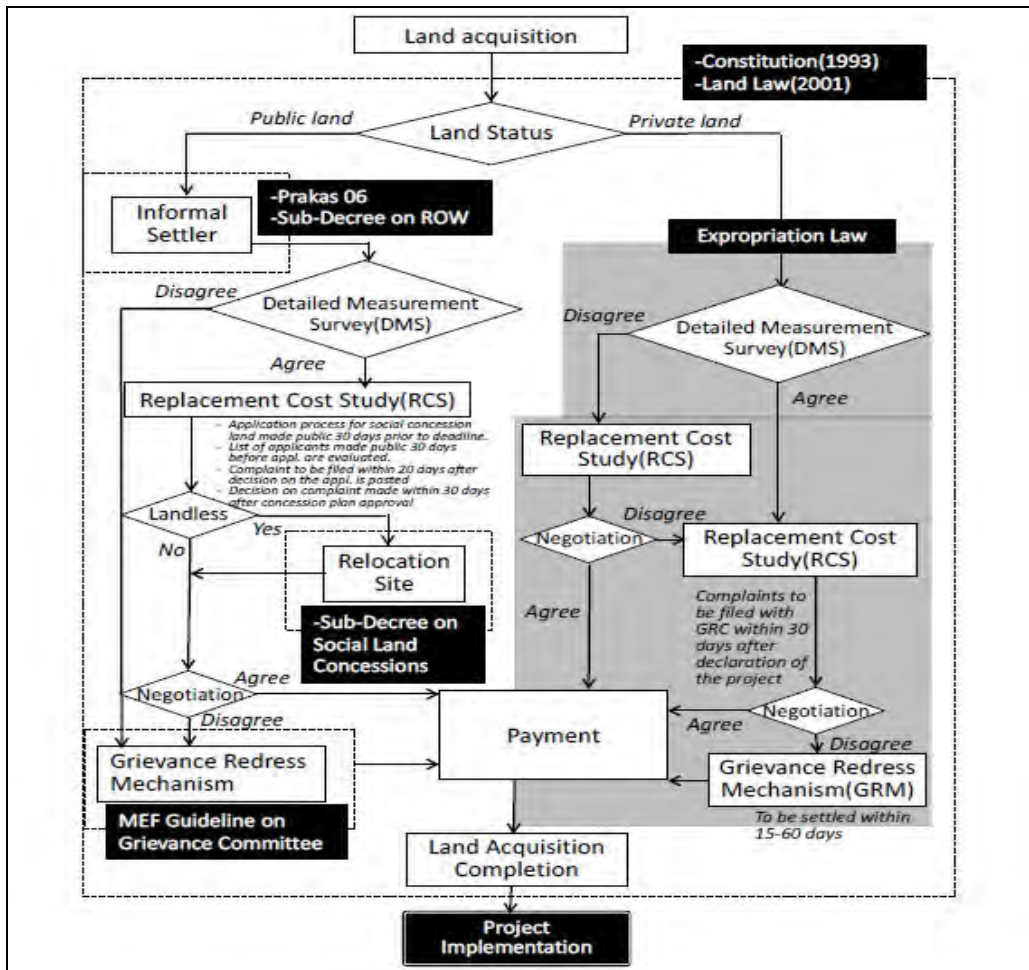 Land acquisition
-Constitution(1993)
-Land Law(2001)
Public land
Land Status
Private land
Informal
Settler
-Prakas 06
-Sub-Decree on ROW
Expropriation Law
Disagree
Detailed Measurement
Survey(DMS)
Agree
Disagree
Detailed Measurement
Survey(DMS)
Agree
Replacement Cost Study(RCS)
- Application process for social concession
land made public 30 days prior to deadline.
- List of applicants made public 30 days
before appl. are evaluated.
- Complaint to be filed within 20 days after
decision on the appl. is posted
- Decision on complaint made within 30 days
after concession plan approval
Replacement Cost
Study(RCS)
Landless
Yes
No
Negotiation
Disagree
Agree
Replacement Cost
Study(RCS)
Relocation
Site
-Sub-Decree on
Social Land
Concessions
Complaints to
be filed with
GRC within 30
days after
declaration of
the project
Negotiation
Agree
Disagree
Payment
Negotiation
Agree
Disagree
Grievance Redress
Mechanism
MEF Guideline on
Grievance Committee
Grievance Redress
Mechanism(GRM)
To be settled within
15-60 days
Land Acquisition
Completion
Project
Implementation